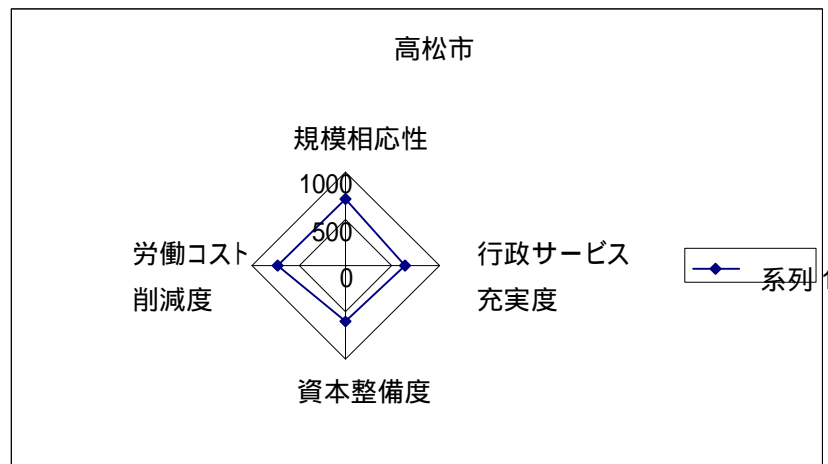 高松市
規模相応性
1000
500
0
労働コスト
削減度
行政サービス
充実度
系列 1
資本整備度